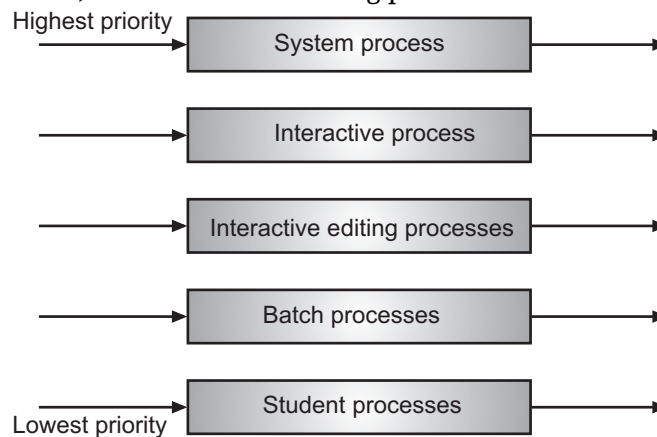 Highest priority
System process
Interactive process
Interactive editing processes
Batch processes
Student processes
Lowest priority